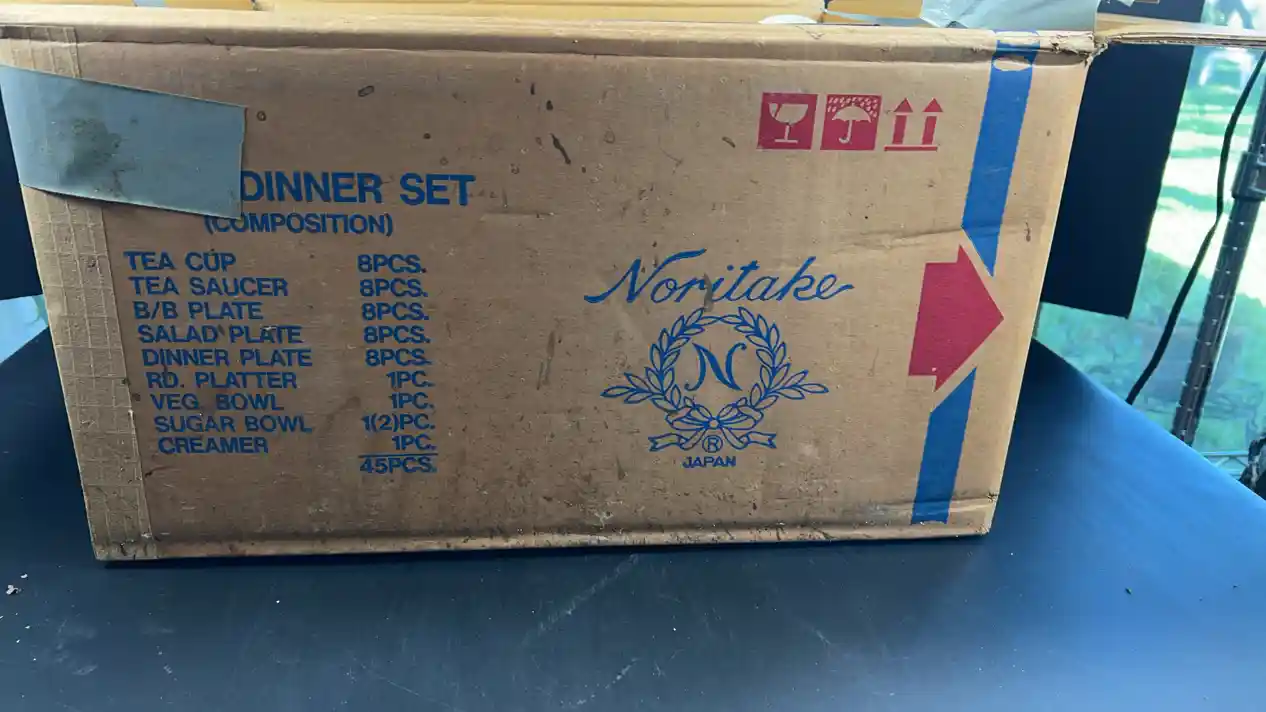 DINNER SET
(COMPOSITION)
TEA CUP 8PCS.
TEA SAUCER 8PCS.
B/B PLATE 8PCS.
SALAD PLATE 8PCS.
DINNER PLATE 8PCS.
RD. PLATTER 1PC.
VEG. BOWL 1PC.
SUGAR BOWL 1(2)PC.
CREAMER 1PC.
45PCS.
Noritake
N
®
JAPAN